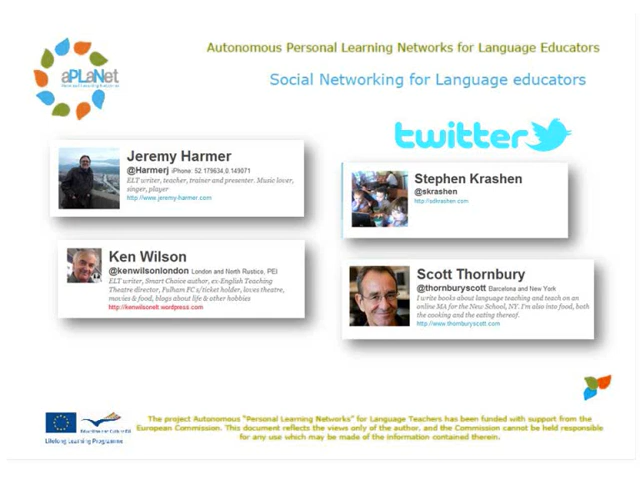 Autonomous Personal Learning Networks for Language Educators
aPLaNet
Social Networking for Language educators
twitter
Jeremy Harmer
@Harmerj iPhone: 52.179634,0.149071
ELT writer, teacher, trainer and presenter. Music lover,
singer, player
http://www.jeremy-harmer.com
Stephen Krashen
@skrashen
http://sdkrashen.com
Ken Wilson
@kenwilsonlondon London and North Rustico, PEI
ELT writer, Smart Choice author, ex-English Teaching
Theatre director, Fulham FC s/ticket holder, loves theatre,
movies & food, blogs about life & other hobbies
http://kenwilsonelt.wordpress.com
Scott Thornbury
@thornburyscott Barcelona and New York
I write books about language teaching and teach on an
online MA for the New School, NY. I'm also into food, both
the cooking and the eating thereof.
http://www.thornburyscott.com
Lifelong Learning Programme
The project Autonomous "Personal Learning Networks" for Language Teachers has been funded with support from the
European Commission. This document reflects the views only of the author, and the Commission cannot be held responsible
for any use which may be made of the information contained therein.